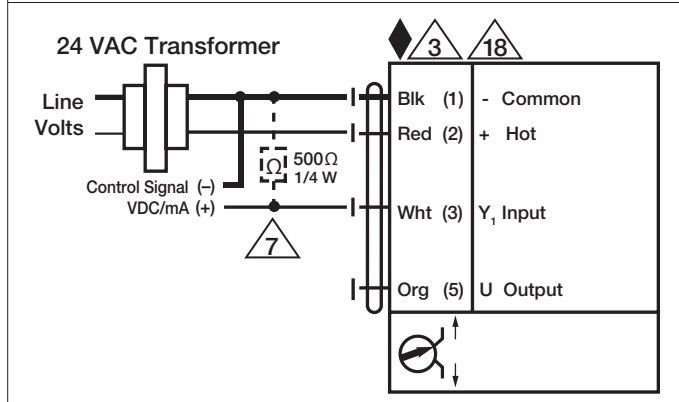 24 VAC Transformer
3
18
Line
Volts
Blk (1) - Common
Red (2) + Hot
Ω
500Ω
1/4 W
Control Signal (–)
VDC/mA (+)
Wht (3) Y₁ Input
7
Org (5) U Output